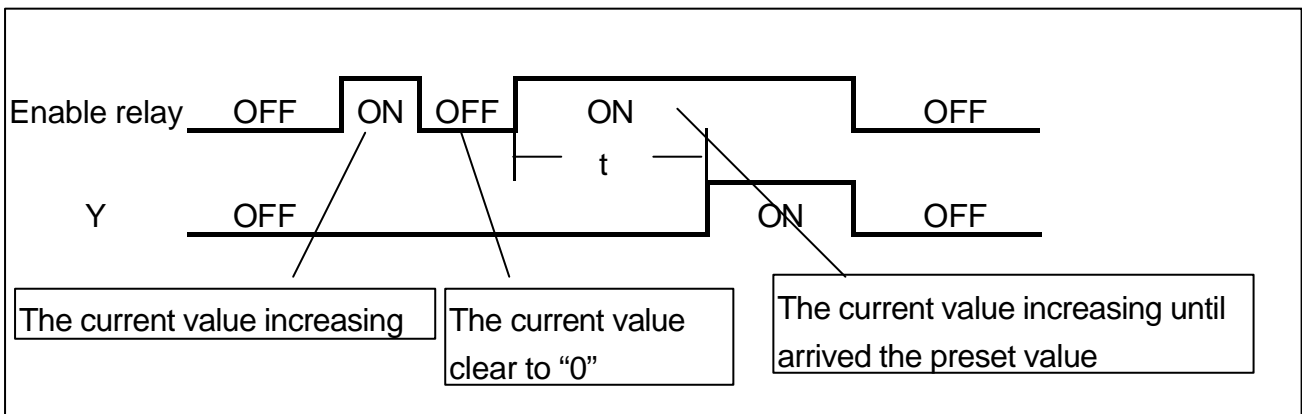 Enable relay OFF ON OFF ON OFF
t
Y OFF ON OFF
The current value increasing
The current value
clear to “0”
The current value increasing until
arrived the preset value